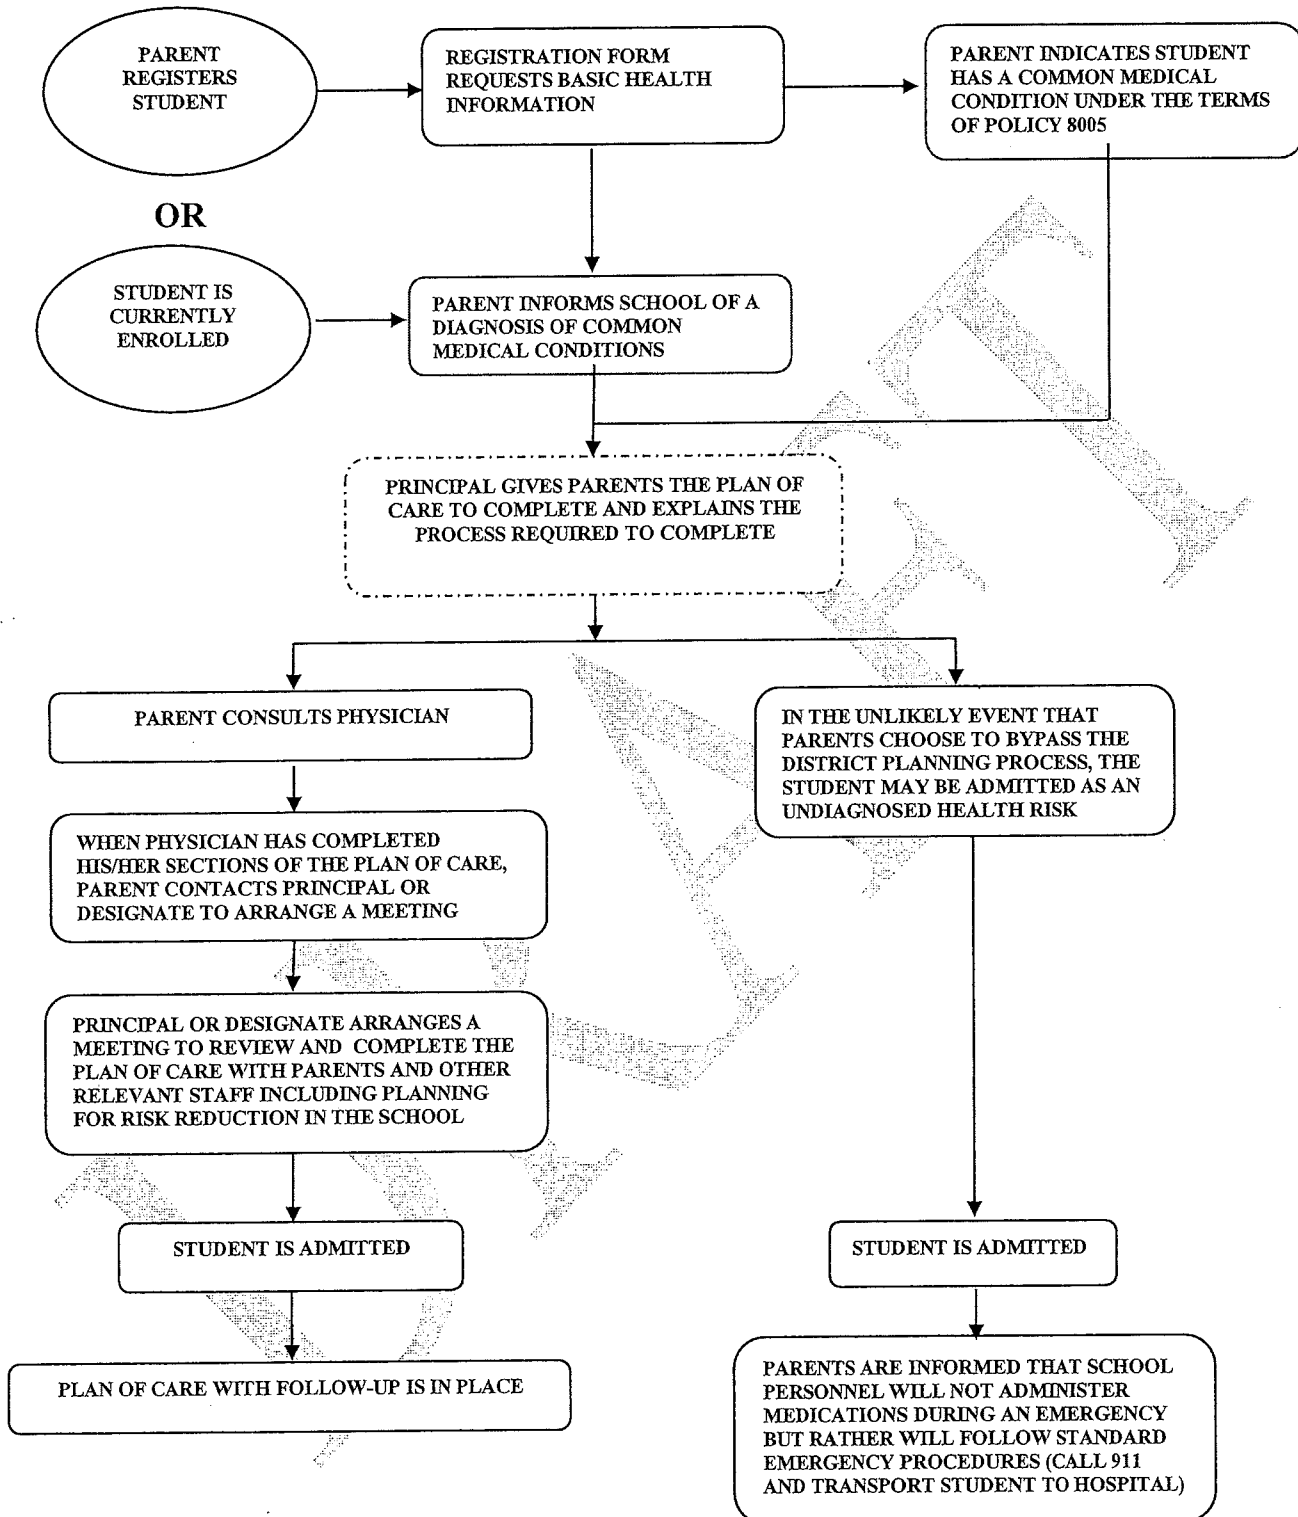 PARENT
REGISTERS
STUDENT
REGISTRATION FORM
REQUESTS BASIC HEALTH
INFORMATION
PARENT INDICATES STUDENT
HAS A COMMON MEDICAL
CONDITION UNDER THE TERMS
OF POLICY 8005
OR
STUDENT IS
CURRENTLY
ENROLLED
PARENT INFORMS SCHOOL OF A
DIAGNOSIS OF COMMON
MEDICAL CONDITIONS
PRINCIPAL GIVES PARENTS THE PLAN OF
CARE TO COMPLETE AND EXPLAINS THE
PROCESS REQUIRED TO COMPLETE
PARENT CONSULTS PHYSICIAN
IN THE UNLIKELY EVENT THAT
PARENTS CHOOSE TO BYPASS THE
DISTRICT PLANNING PROCESS, THE
STUDENT MAY BE ADMITTED AS AN
UNDIAGNOSED HEALTH RISK
WHEN PHYSICIAN HAS COMPLETED
HIS/HER SECTIONS OF THE PLAN OF CARE,
PARENT CONTACTS PRINCIPAL OR
DESIGNATE TO ARRANGE A MEETING
PRINCIPAL OR DESIGNATE ARRANGES A
MEETING TO REVIEW AND COMPLETE THE
PLAN OF CARE WITH PARENTS AND OTHER
RELEVANT STAFF INCLUDING PLANNING
FOR RISK REDUCTION IN THE SCHOOL
STUDENT IS ADMITTED
STUDENT IS ADMITTED
PLAN OF CARE WITH FOLLOW-UP IS IN PLACE
PARENTS ARE INFORMED THAT SCHOOL
PERSONNEL WILL NOT ADMINISTER
MEDICATIONS DURING AN EMERGENCY
BUT RATHER WILL FOLLOW STANDARD
EMERGENCY PROCEDURES (CALL 911
AND TRANSPORT STUDENT TO HOSPITAL)
DRAFT